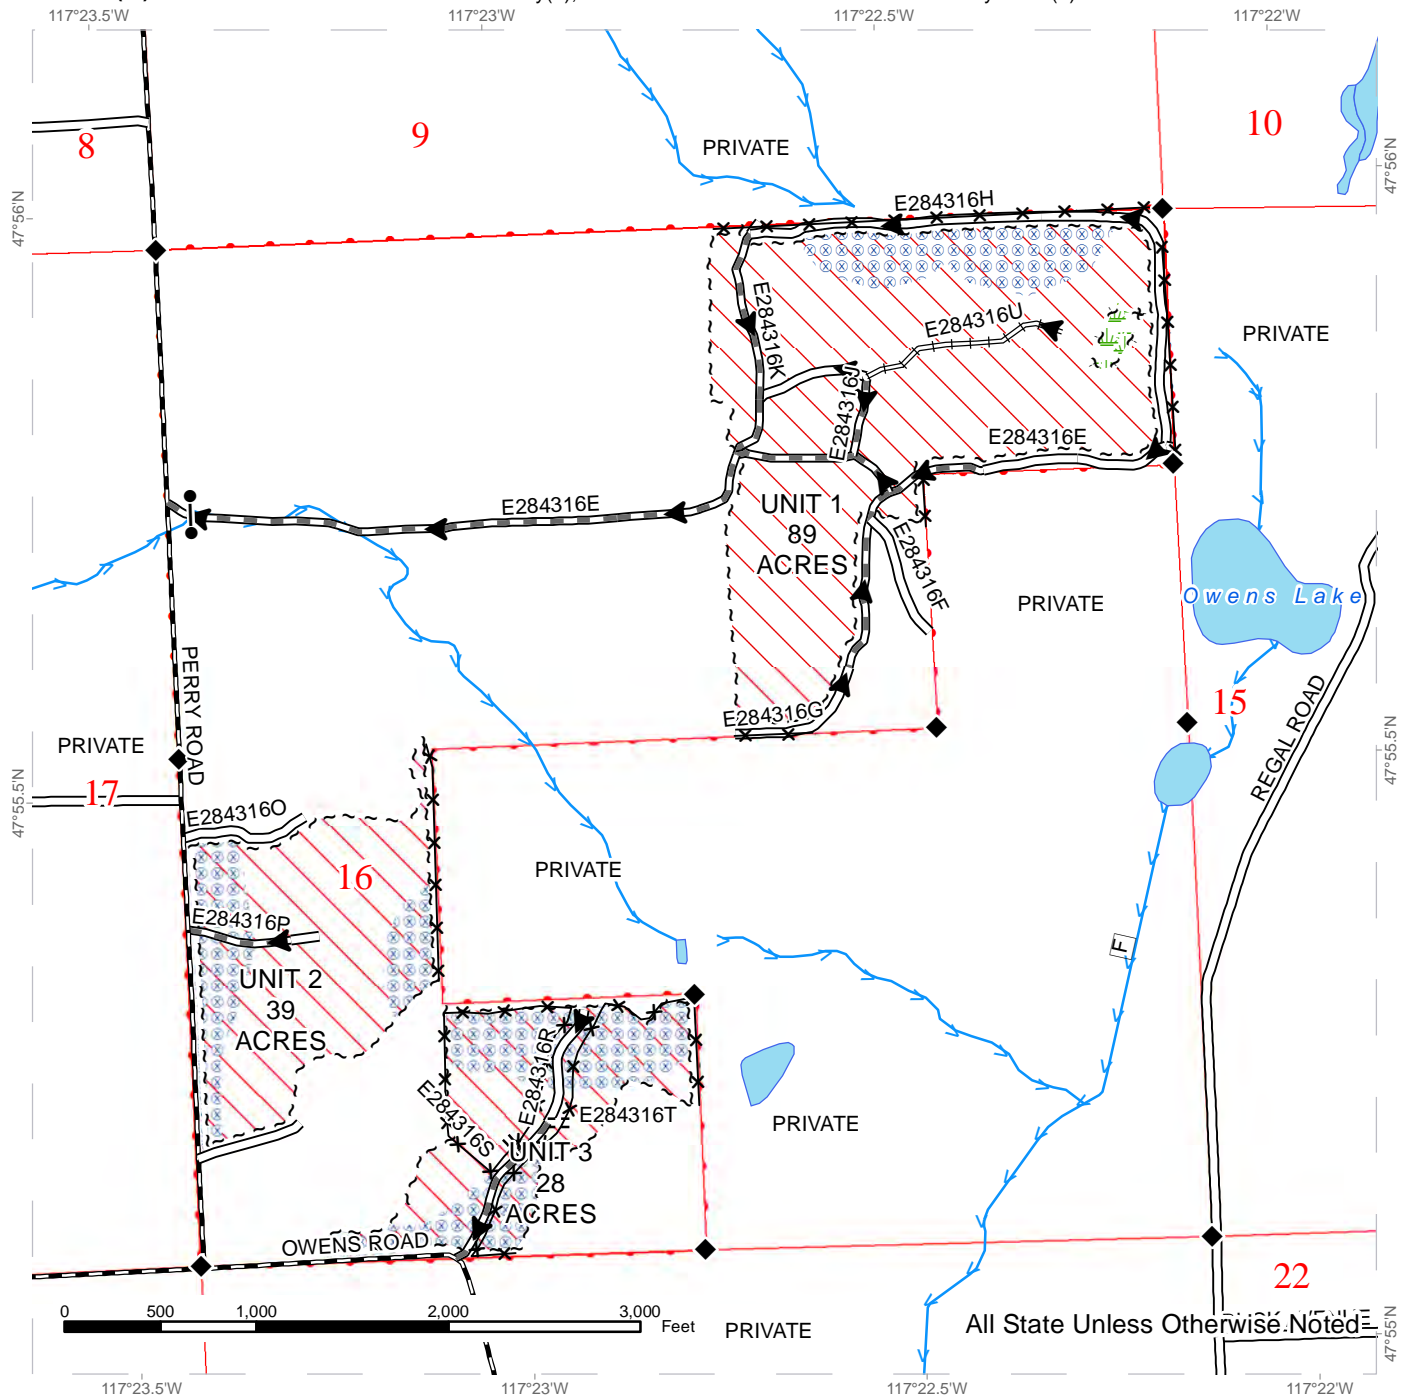 117°23.5'W
117°23'W
117°22.5'W
117°22'W
8
9
10
PRIVATE
47°56'N
47°56'N
E284316H
E284316K
E284316U
PRIVATE
E284316J
E284316E
E284316E
UNIT 1
89
ACRES
E284316F
PRIVATE
Owens Lake
PERRY ROAD
E284316G
15
REGAL ROAD
PRIVATE
17
47°55.5'N
47°55.5'N
E284316O
16
PRIVATE
E284316P
F
UNIT 2
39
ACRES
E284316R
E284316S
E284316T
PRIVATE
UNIT 3
28
ACRES
OWENS ROAD
22
0
500
1,000
2,000
3,000
Feet
PRIVATE
All State Unless Otherwise Noted
47°55'N
117°23.5'W
117°23'W
117°22.5'W
117°22'W